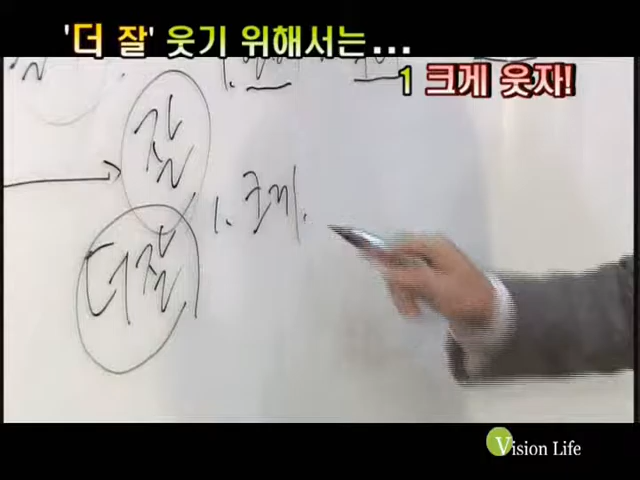 '더 잘' 웃기 위해서는...
1 크게 웃자!
잘
1. 크게.
더 잘
Vision Life